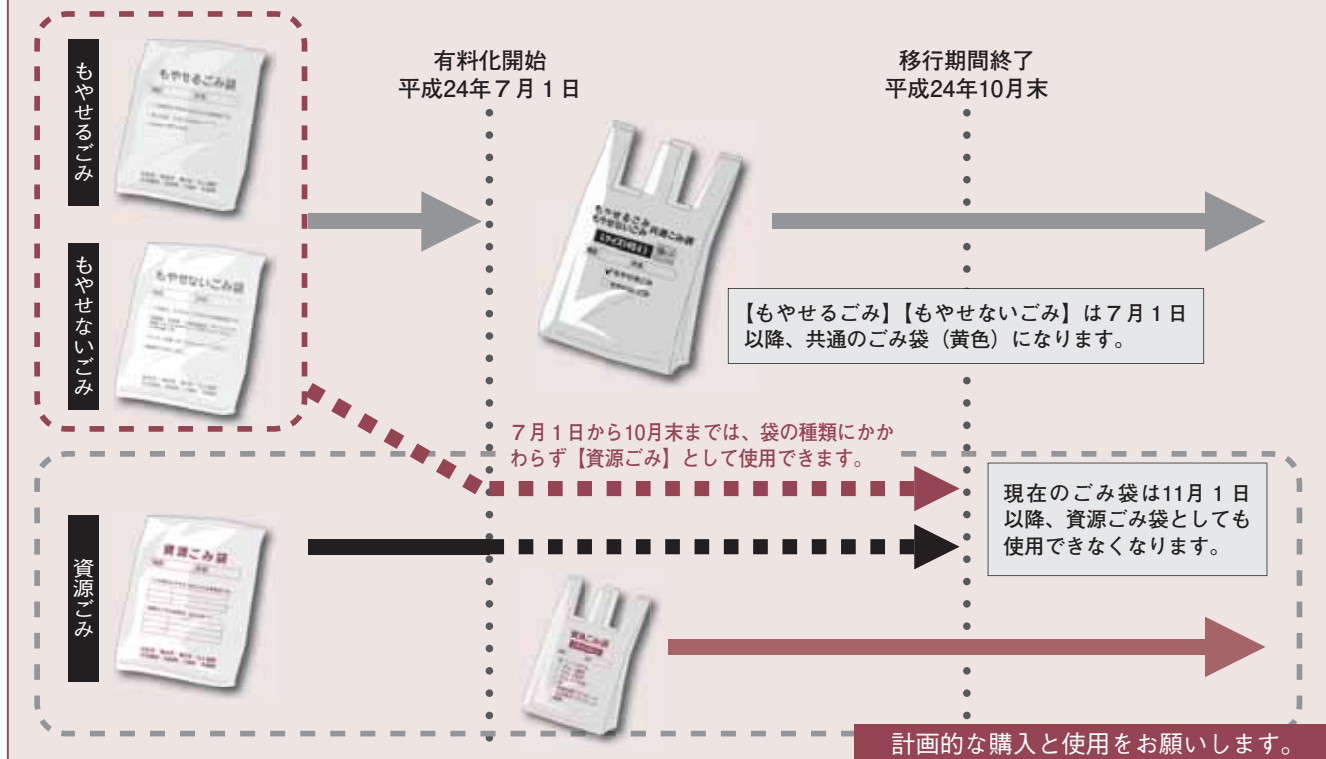 もやせるごみ
もやせるごみ袋
有料化開始
平成24年7月1日
移行期間終了
平成24年10月末
もやせないごみ
もやせないごみ袋
もやせるごみ
もやせないごみ
共通ごみ袋
【もやせるごみ】【もやせないごみ】は7月1日
以降、共通のごみ袋（黄色）になります。
7月1日から10月末までは、袋の種類にかか
わらず【資源ごみ】として使用できます。
現在のごみ袋は11月1日
以降、資源ごみ袋としても
使用できなくなります。
資源ごみ
資源ごみ袋
資源ごみ袋
計画的な購入と使用をお願いします。